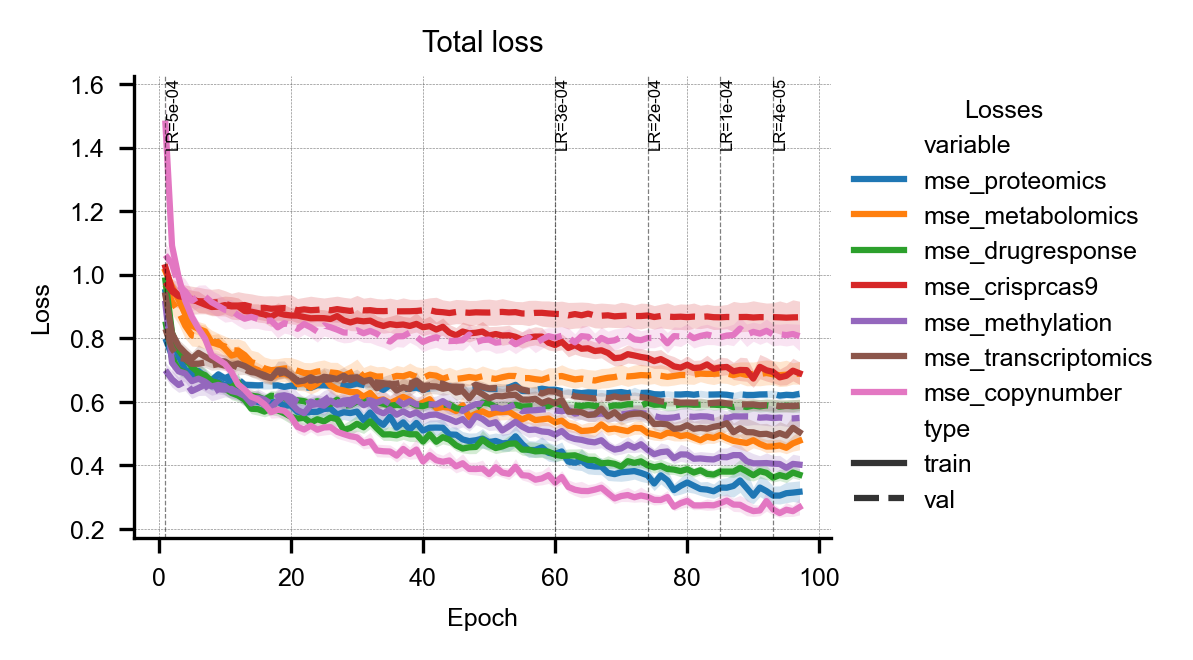 Total loss
1.6
1.4
1.2
1.0
0.8
0.6
0.4
0.2
Loss
LR=5e-04
LR=3e-04
LR=2e-04
LR=1e-04
LR=4e-05
0
20
40
60
80
100
Epoch
Losses
variable
mse_proteomics
mse_metabolomics
mse_drugresponse
mse_crisprcas9
mse_methylation
mse_transcriptomics
mse_copynumber
type
train
val